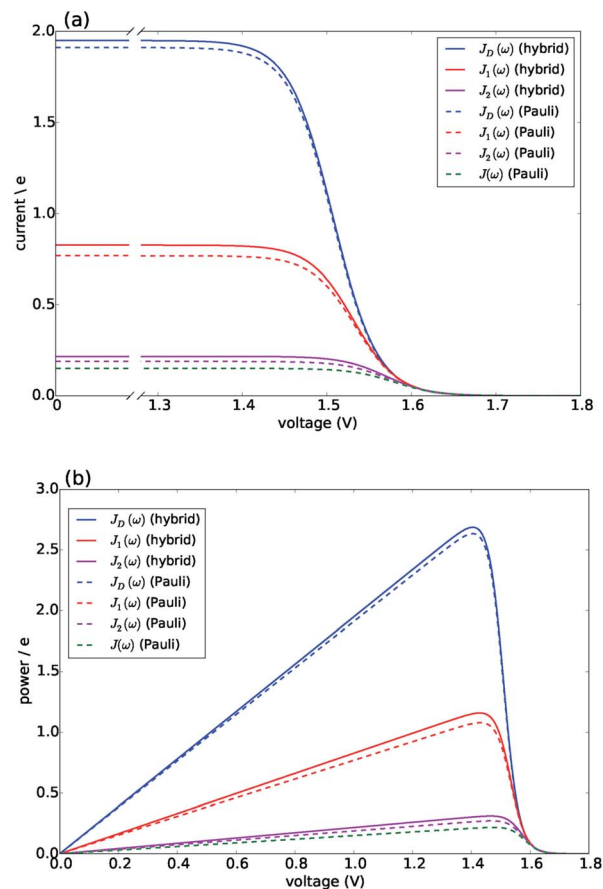 (a)
2.0
1.5
1.0
0.5
0.0
current \ e
J_D(ω) (hybrid)
J_1(ω) (hybrid)
J_2(ω) (hybrid)
J_D(ω) (Pauli)
J_1(ω) (Pauli)
J_2(ω) (Pauli)
J(ω) (Pauli)
0 1.3 1.4 1.5 1.6 1.7 1.8
voltage (V)
(b)
3.0
2.5
2.0
1.5
1.0
0.5
0.0
power / e
J_D(ω) (hybrid)
J_1(ω) (hybrid)
J_2(ω) (hybrid)
J_D(ω) (Pauli)
J_1(ω) (Pauli)
J_2(ω) (Pauli)
J(ω) (Pauli)
0.0 0.2 0.4 0.6 0.8 1.0 1.2 1.4 1.6 1.8
voltage (V)